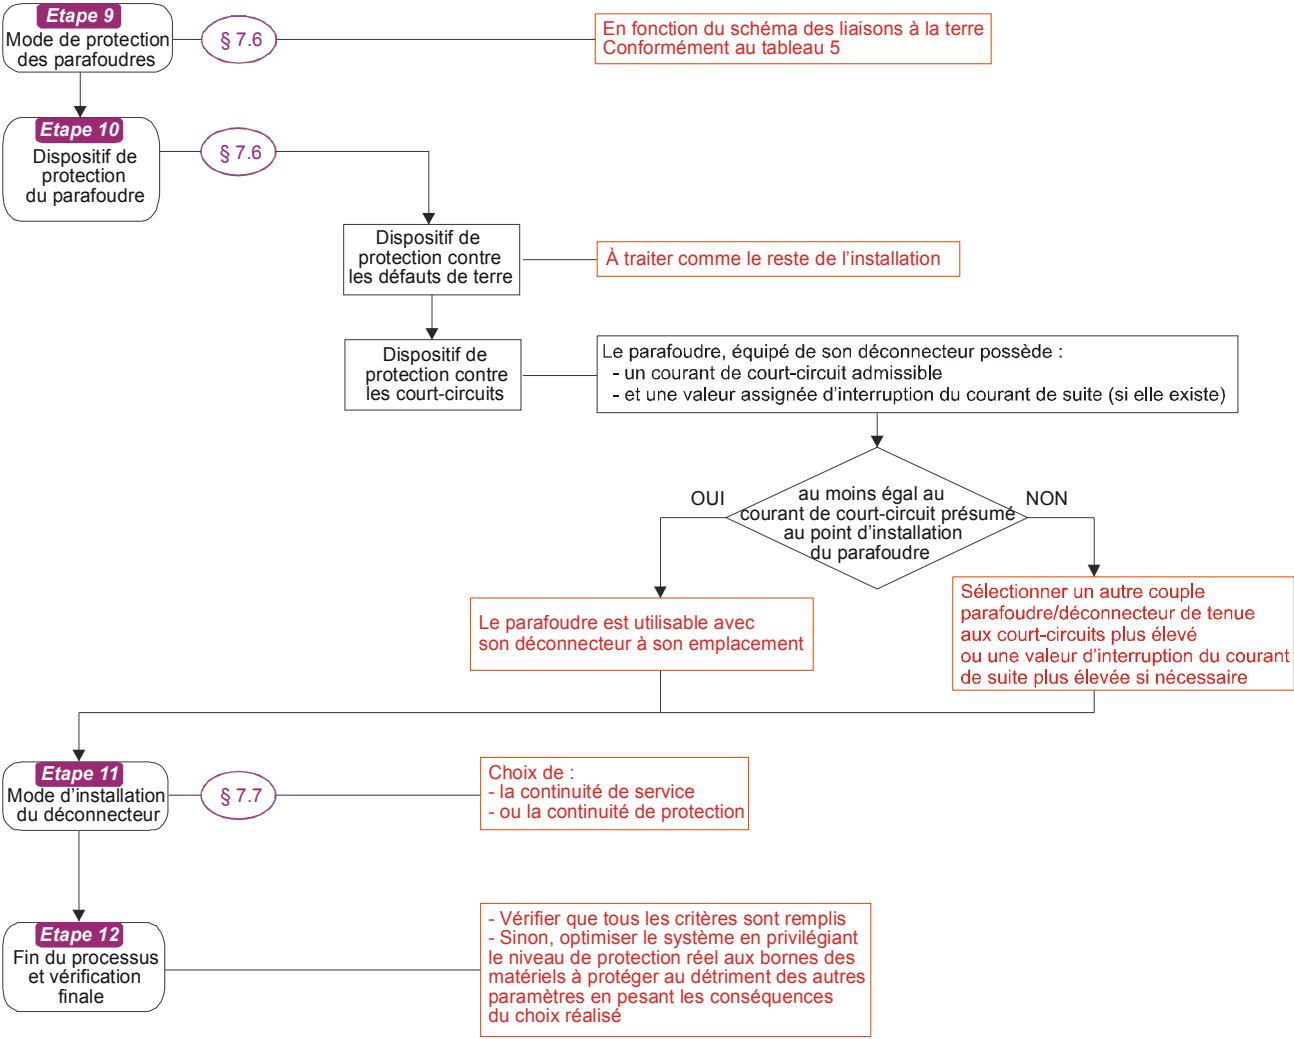 Etape 9
Mode de protection
des parafoudres
§ 7.6
En fonction du schéma des liaisons à la terre
Conformément au tableau 5
Etape 10
Dispositif de
protection
du parafoudre
§ 7.6
Dispositif de
protection contre
les défauts de terre
À traiter comme le reste de l'installation
Dispositif de
protection contre
les court-circuits
Le parafoudre, équipé de son déconnecteur possède :
- un courant de court-circuit admissible
- et une valeur assignée d'interruption du courant de suite (si elle existe)
OUI
au moins égal au
courant de court-circuit présumé
au point d'installation
du parafoudre
NON
Le parafoudre est utilisable avec
son déconnecteur à son emplacement
Sélectionner un autre couple
parafoudre/déconnecteur de tenue
aux court-circuits plus élevé
ou une valeur d'interruption du courant
de suite plus élevée si nécessaire
Etape 11
Mode d'installation
du déconnecteur
§ 7.7
Choix de :
- la continuité de service
- ou la continuité de protection
Etape 12
Fin du processus
et vérification
finale
- Vérifier que tous les critères sont remplis
- Sinon, optimiser le système en privilégiant
le niveau de protection réel aux bornes des
matériels à protéger au détriment des autres
paramètres en pesant les conséquences
du choix réalisé